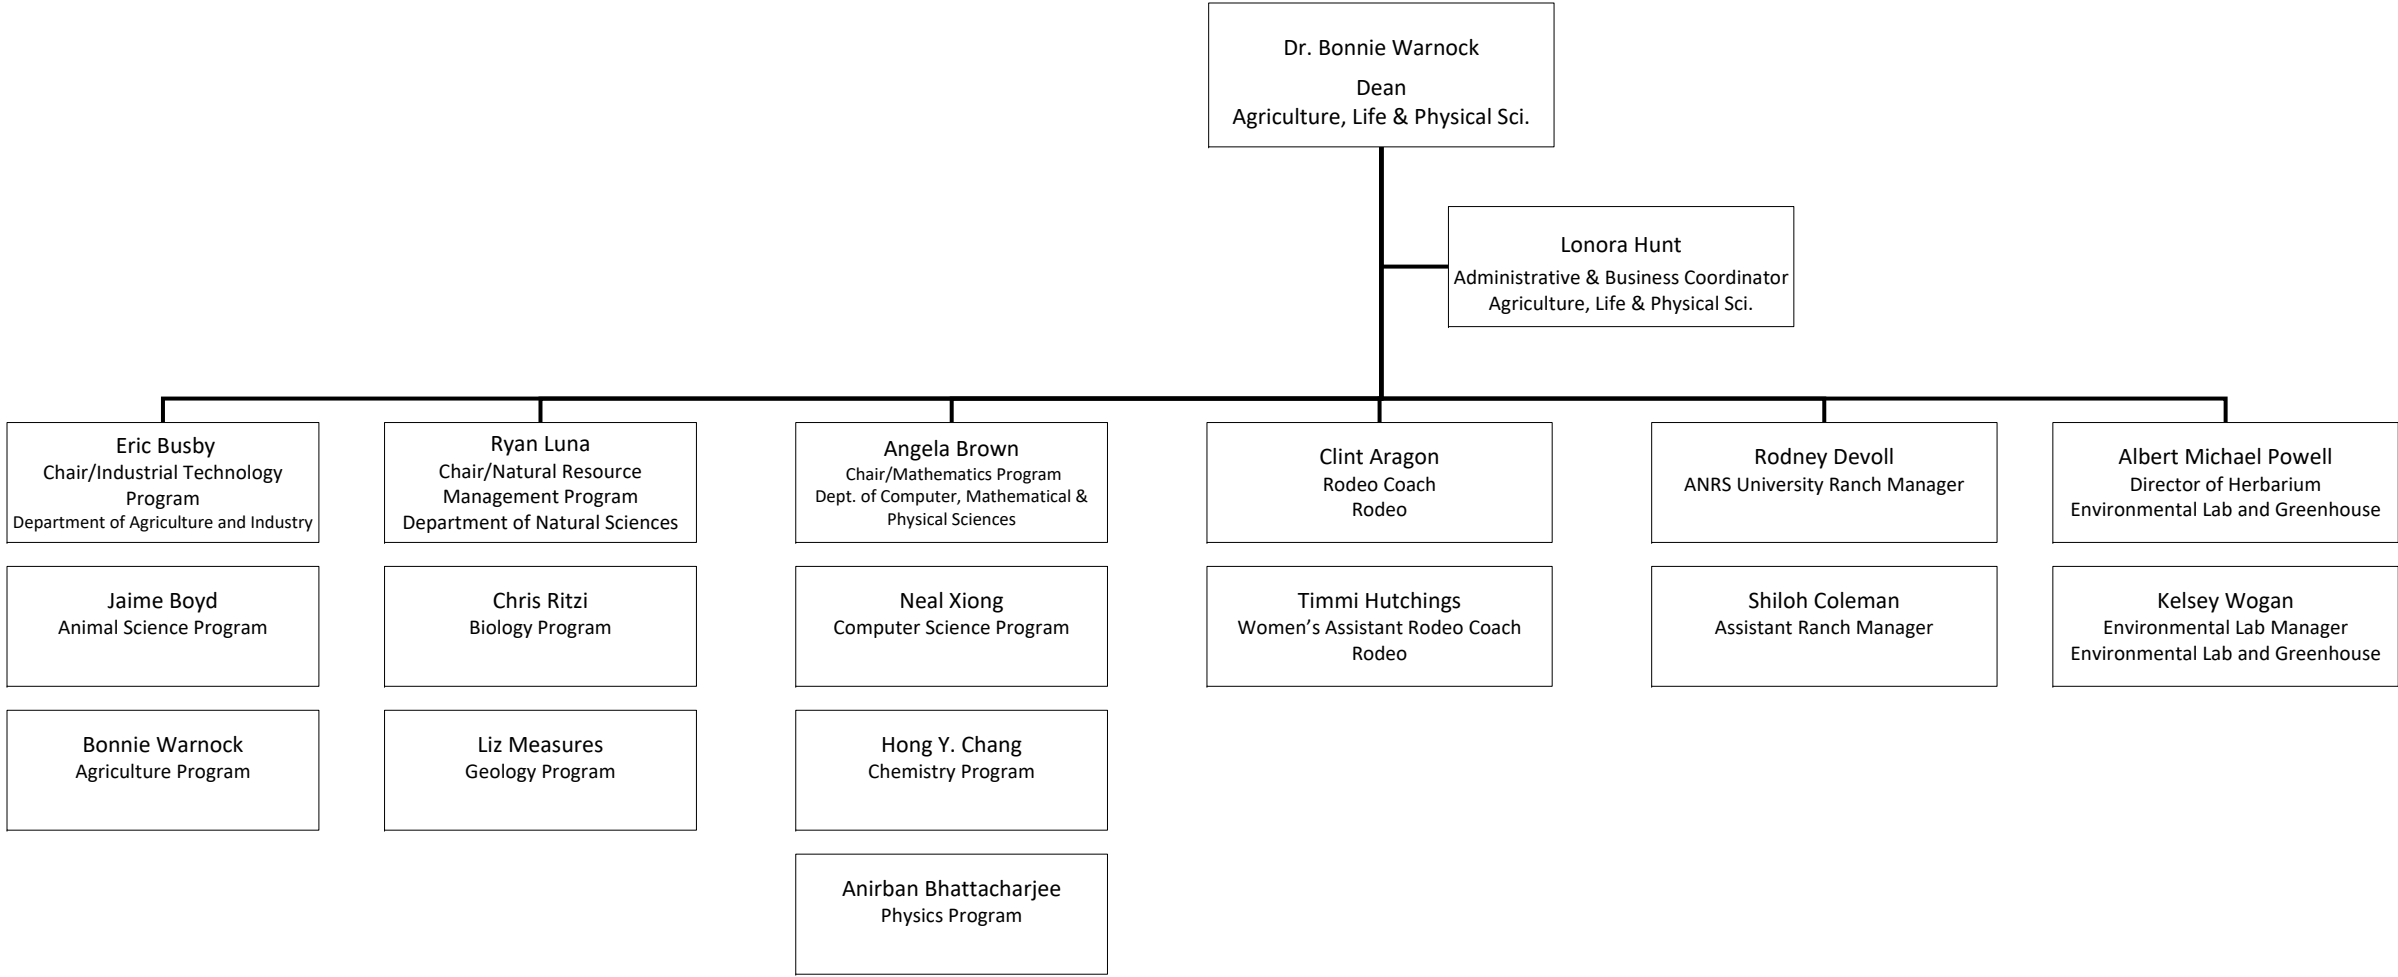 Dr. Bonnie Warnock
Dean
Agriculture, Life & Physical Sci.
Lonora Hunt
Administrative & Business Coordinator
Agriculture, Life & Physical Sci.
Eric Busby
Chair/Industrial Technology
Program
Department of Agriculture and Industry
Ryan Luna
Chair/Natural Resource
Management Program
Department of Natural Sciences
Angela Brown
Chair/Mathematics Program
Dept. of Computer, Mathematical &
Physical Sciences
Clint Aragon
Rodeo Coach
Rodeo
Rodney Devoll
ANRS University Ranch Manager
Albert Michael Powell
Director of Herbarium
Environmental Lab and Greenhouse
Jaime Boyd
Animal Science Program
Chris Ritzi
Biology Program
Neal Xiong
Computer Science Program
Timmi Hutchings
Women’s Assistant Rodeo Coach
Rodeo
Shiloh Coleman
Assistant Ranch Manager
Kelsey Wogan
Environmental Lab Manager
Environmental Lab and Greenhouse
Bonnie Warnock
Agriculture Program
Liz Measures
Geology Program
Hong Y. Chang
Chemistry Program
Anirban Bhattacharjee
Physics Program